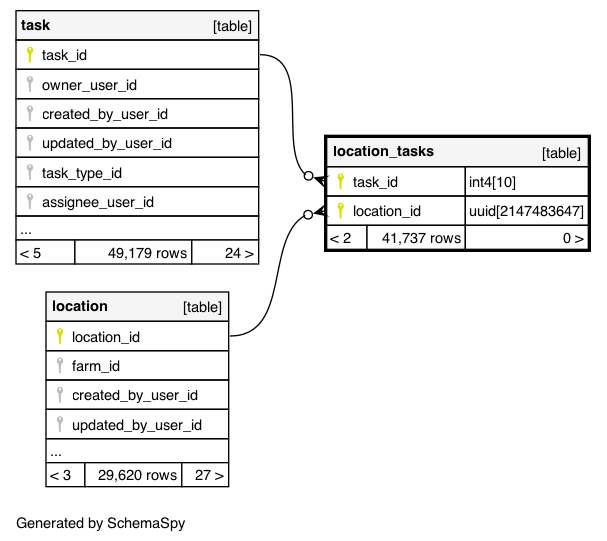 task [table]
task_id
owner_user_id
created_by_user_id
updated_by_user_id
task_type_id
assignee_user_id
...
< 5 49,179 rows 24 >
location_tasks [table]
task_id int4[10]
location_id uuid[2147483647]
< 2 41,737 rows 0 >
location [table]
location_id
farm_id
created_by_user_id
updated_by_user_id
...
< 3 29,620 rows 27 >
Generated by SchemaSpy